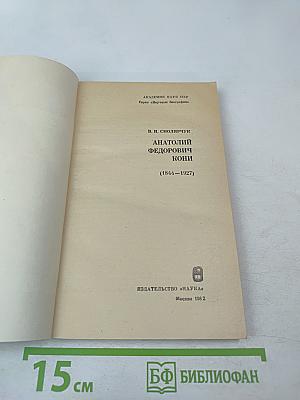 АКАДЕМИЯ НАУК СССР
Серия «Научные биографии»
В. И. СМОЛЯРЧУК
АНАТОЛИЙ
ФЕДОРОВИЧ
КОНИ
(1844—1927)
ИЗДАТЕЛЬСТВО «НАУКА»
Москва 1982
15 см
БФ БИБЛИОФАН